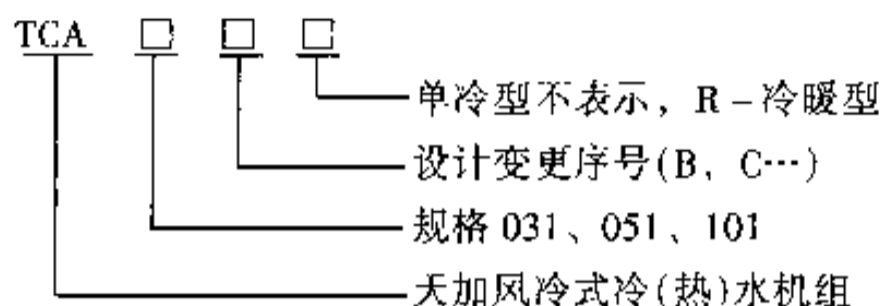 TCA □ □ □
单冷型不表示，R－冷暖型
设计变更序号(B、C…)
规格 031、051、101
天加风冷式冷(热)水机组